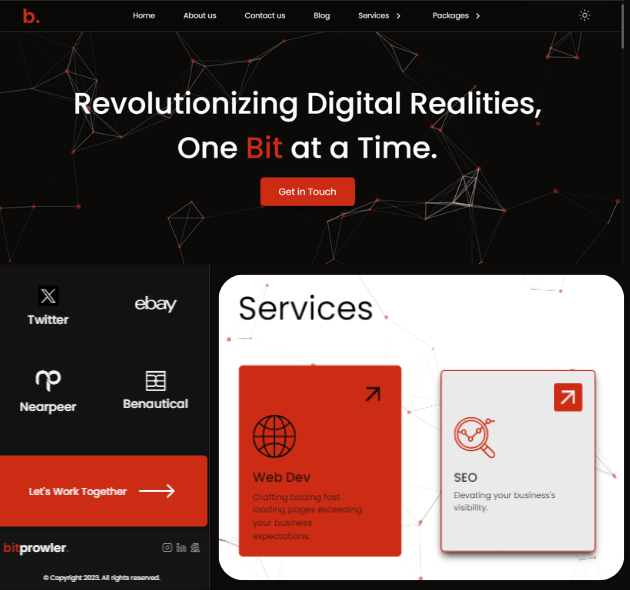 b. Home About us Contact us Blog Services Packages
Revolutionizing Digital Realities,
One Bit at a Time.
Get in Touch
Twitter
ebay
Nearpeer
Benautical
Let's Work Together
bitprowler.
© Copyright 2023. All rights reserved.
Services
Web Dev
Crafting blazing fast
loading pages exceeding
your business
expectations.
SEO
Elevating your business's
visibility.